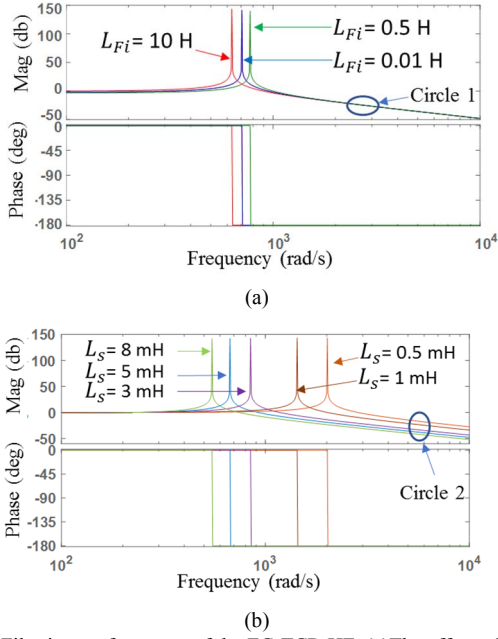 150
100
50
0
-50
Mag (db)
L_Fi = 10 H
L_Fi = 0.5 H
L_Fi = 0.01 H
Circle 1
0
-45
-90
-135
-180
Phase (deg)
10^2
10^3
10^4
Frequency (rad/s)
(a)
150
100
50
0
-50
Mag (db)
L_s = 8 mH
L_s = 5 mH
L_s = 3 mH
L_s = 0.5 mH
L_s = 1 mH
0
-45
-90
-135
-180
Phase (deg)
Circle 2
10^2
10^3
10^4
Frequency (rad/s)
(b)